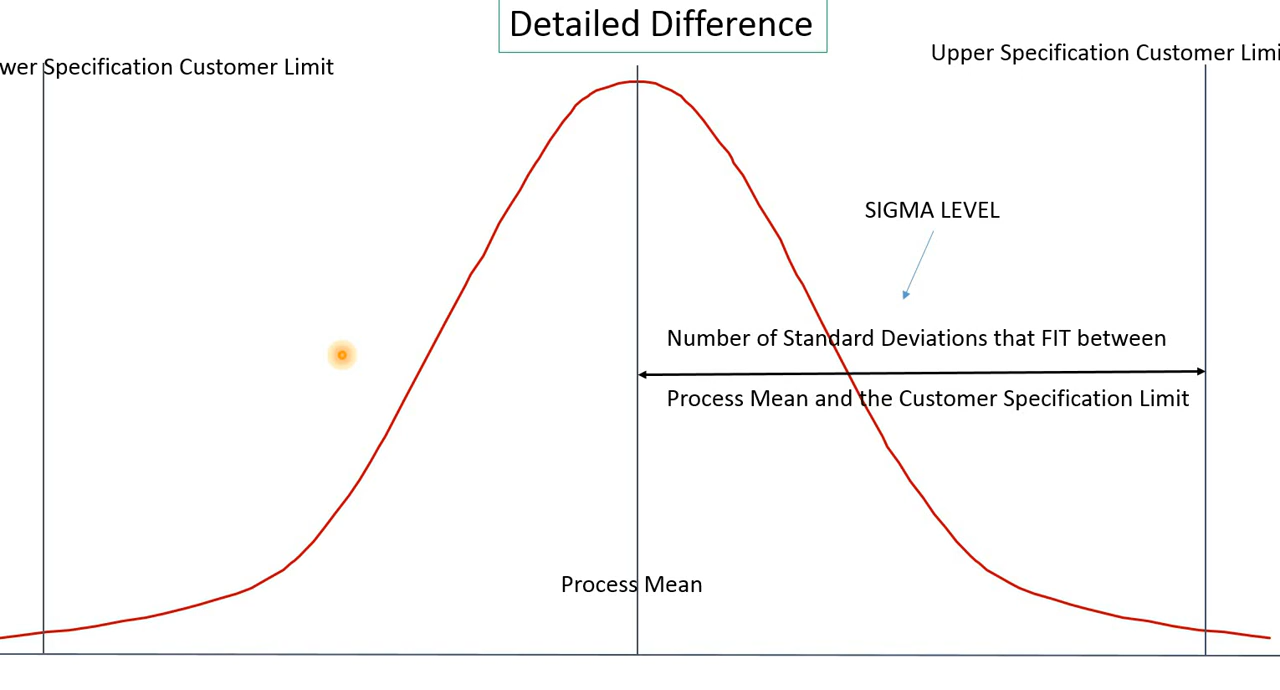 Detailed Difference
wer Specification Customer Limit
Upper Specification Customer Limi
SIGMA LEVEL
Number of Standard Deviations that FIT between
Process Mean and the Customer Specification Limit
Process Mean